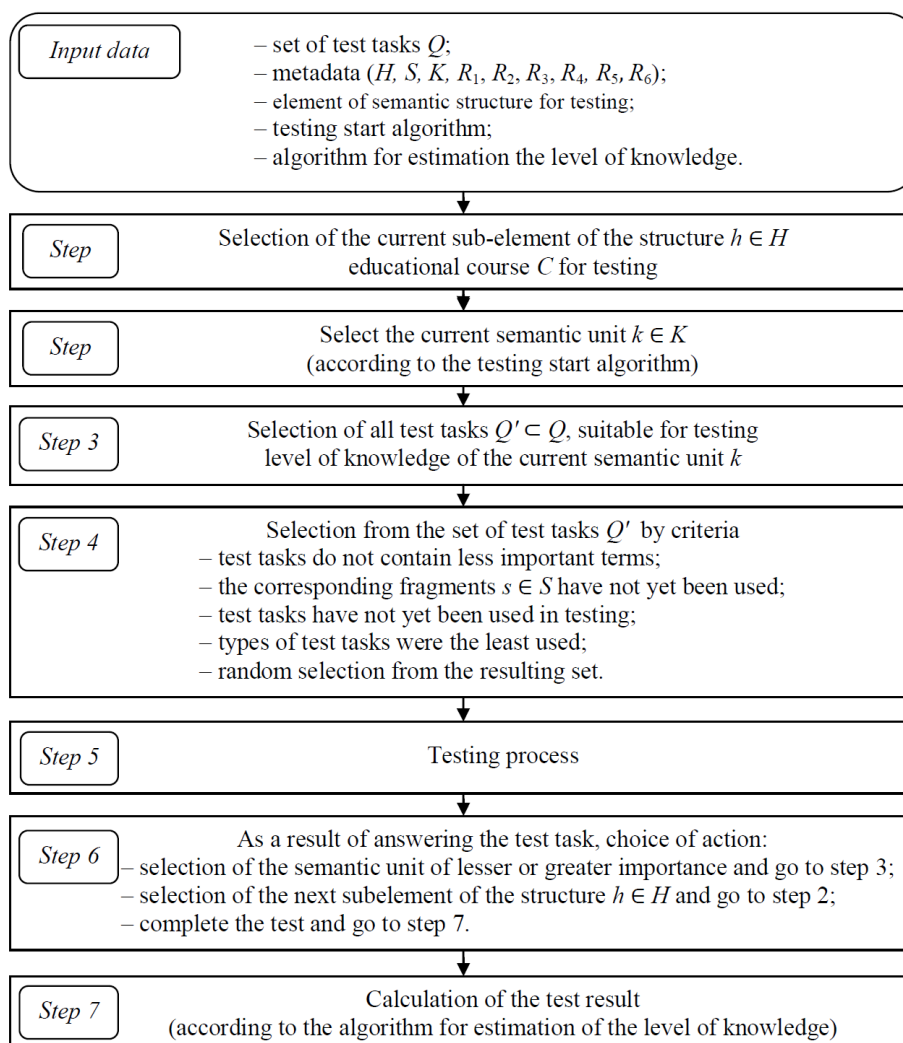 Input data
– set of test tasks Q;
– metadata (H, S, K, R₁, R₂, R₃, R₄, R₅, R₆);
– element of semantic structure for testing;
– testing start algorithm;
– algorithm for estimation the level of knowledge.
Step
Selection of the current sub-element of the structure h ∈ H
educational course C for testing
Step
Select the current semantic unit k ∈ K
(according to the testing start algorithm)
Step 3
Selection of all test tasks Q′ ⊂ Q, suitable for testing
level of knowledge of the current semantic unit k
Step 4
Selection from the set of test tasks Q′ by criteria
– test tasks do not contain less important terms;
– the corresponding fragments s ∈ S have not yet been used;
– test tasks have not yet been used in testing;
– types of test tasks were the least used;
– random selection from the resulting set.
Step 5
Testing process
Step 6
As a result of answering the test task, choice of action:
– selection of the semantic unit of lesser or greater importance and go to step 3;
– selection of the next subelement of the structure h ∈ H and go to step 2;
– complete the test and go to step 7.
Step 7
Calculation of the test result
(according to the algorithm for estimation of the level of knowledge)